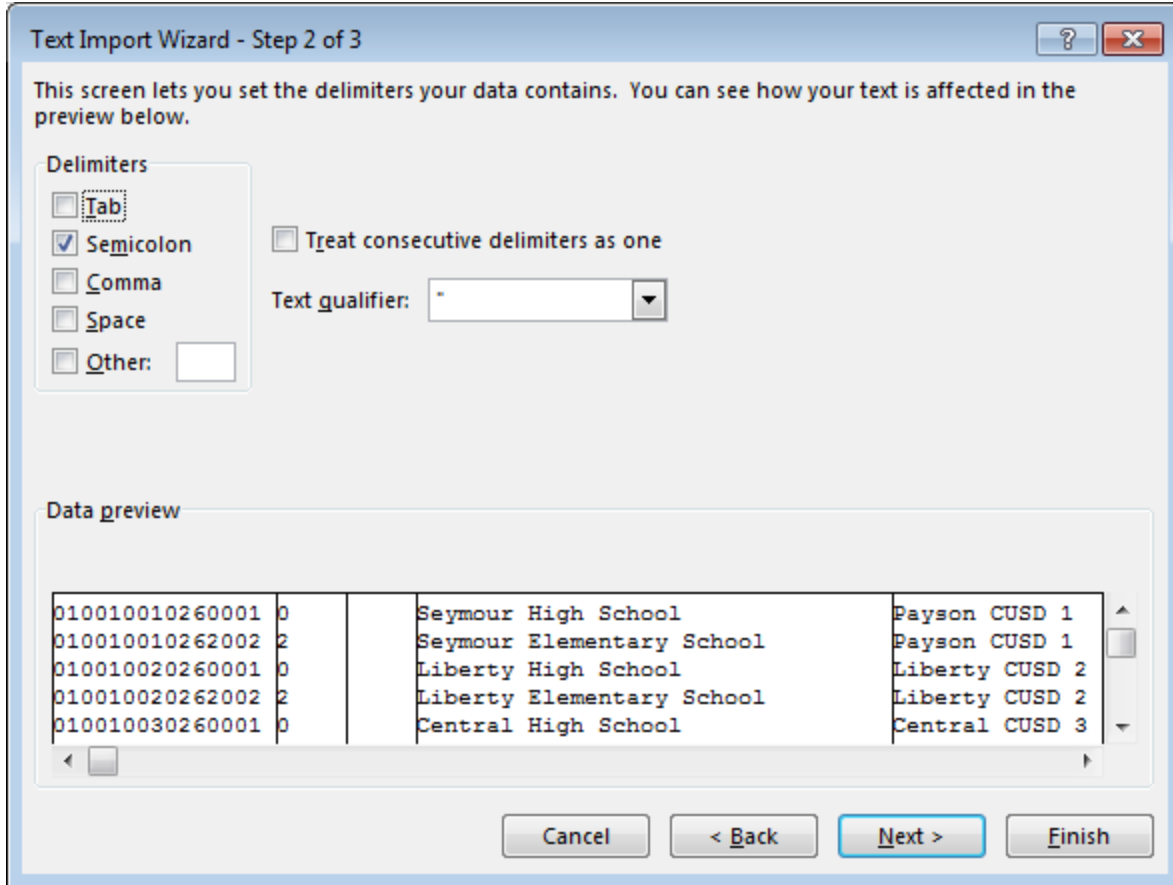 Text Import Wizard - Step 2 of 3
This screen lets you set the delimiters your data contains. You can see how your text is affected in the
preview below.
Delimiters
Tab
Semicolon
Comma
Space
Other:
Treat consecutive delimiters as one
Text qualifier: "
Data preview
010010010260001 0 Seymour High School Payson CUSD 1
010010010262002 2 Seymour Elementary School Payson CUSD 1
010010020260001 0 Liberty High School Liberty CUSD 2
010010020262002 2 Liberty Elementary School Liberty CUSD 2
010010030260001 0 Central High School Central CUSD 3
Cancel < Back Next > Finish